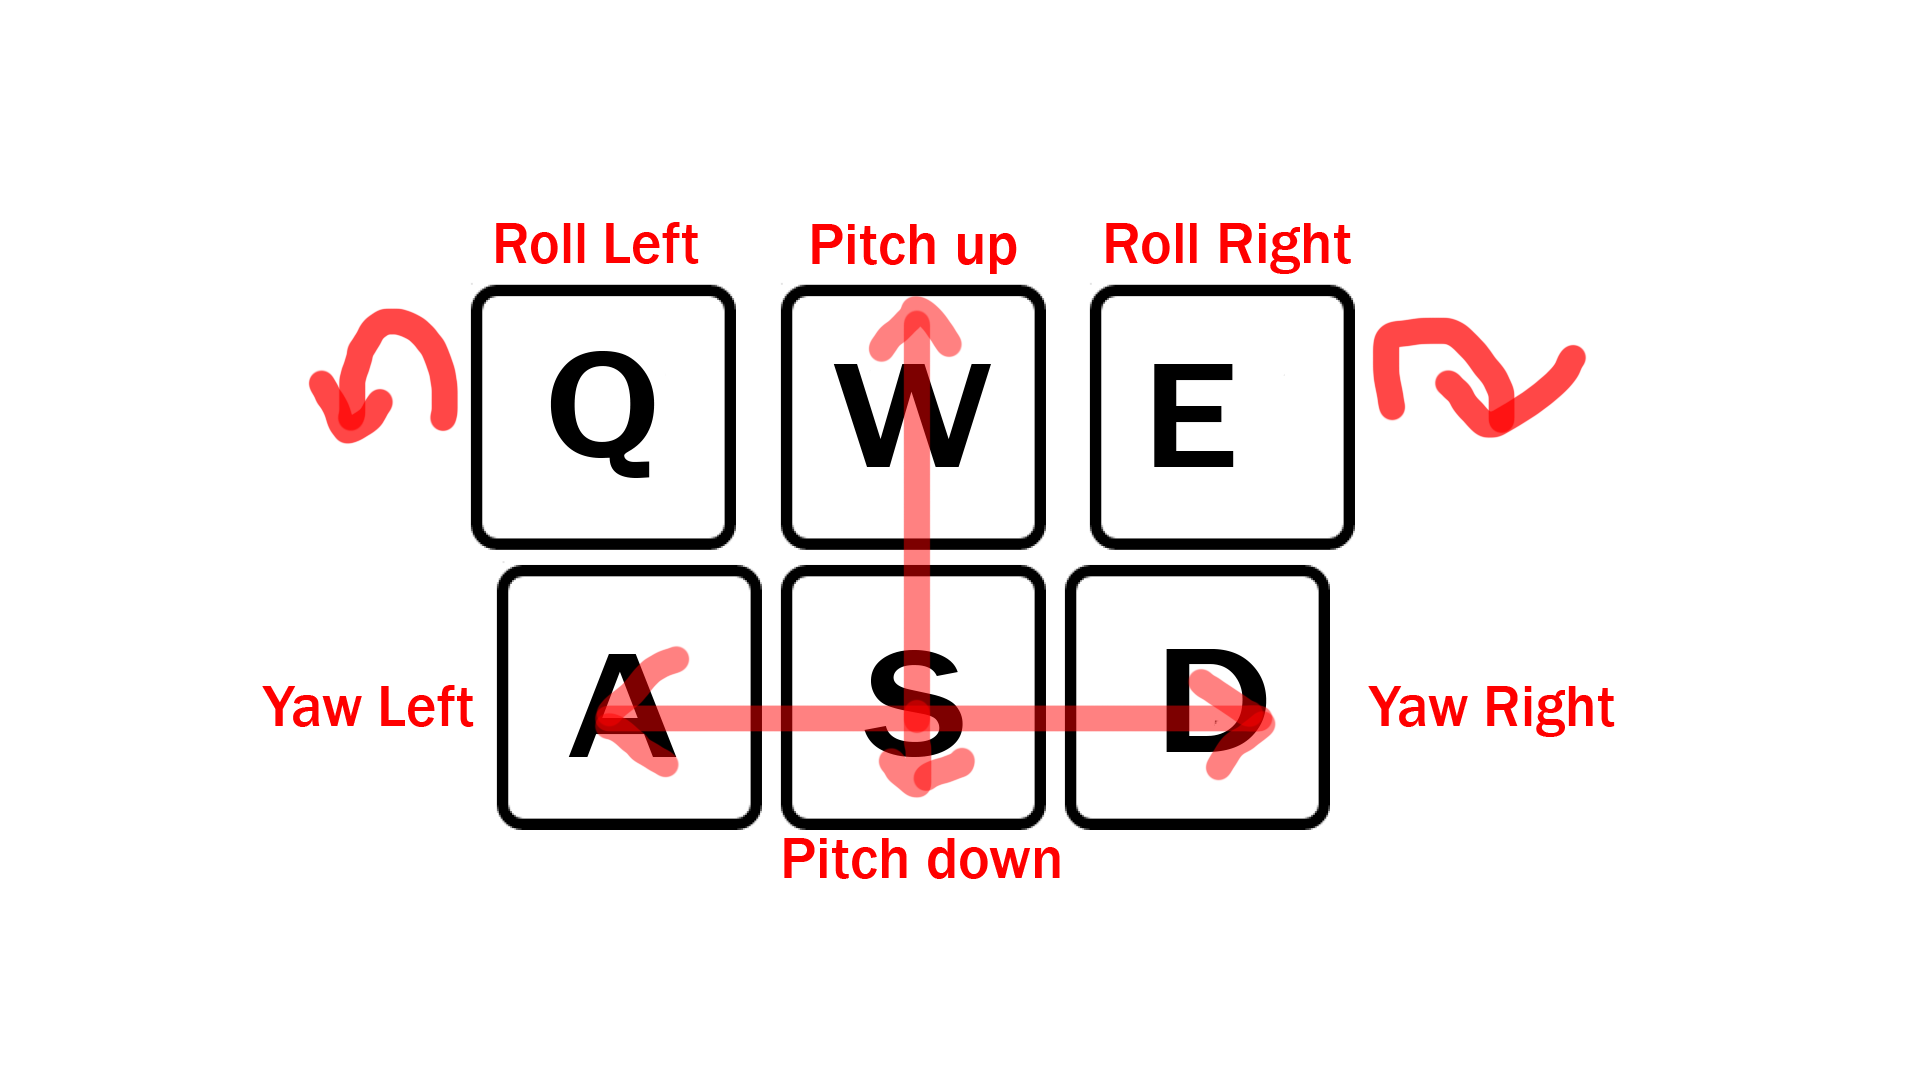 Roll Left Pitch up Roll Right
Q W E
A S D
Yaw Left Yaw Right
Pitch down